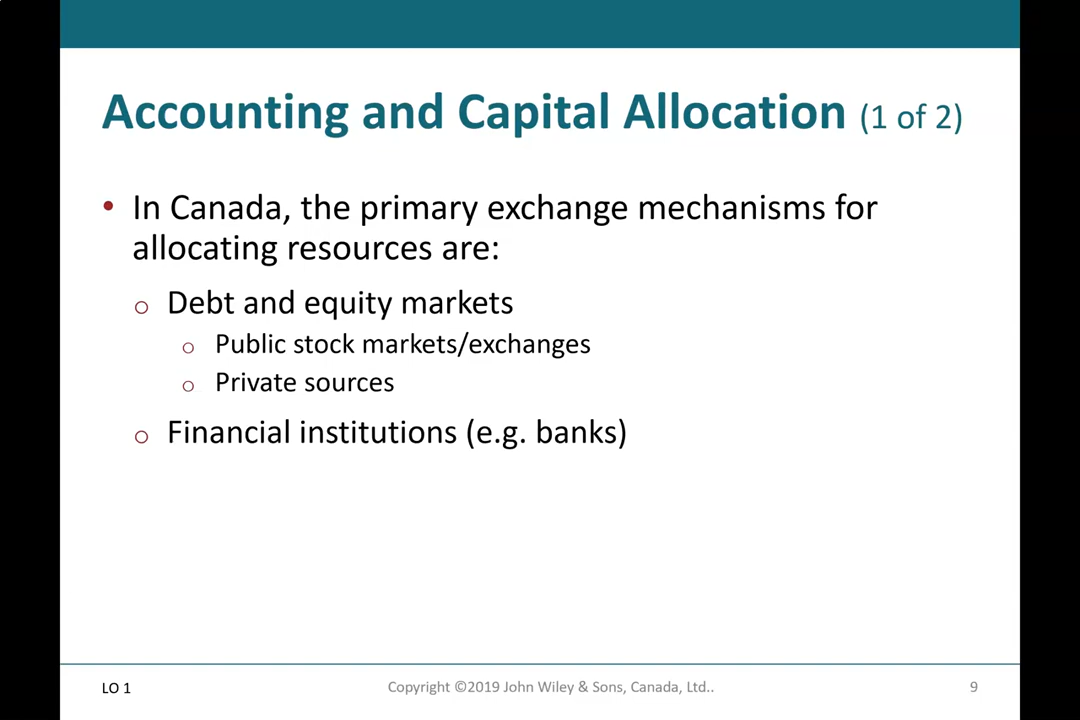 Accounting and Capital Allocation (1 of 2)
• In Canada, the primary exchange mechanisms for
allocating resources are:
o Debt and equity markets
o Public stock markets/exchanges
o Private sources
o Financial institutions (e.g. banks)
LO 1
Copyright ©2019 John Wiley & Sons, Canada, Ltd..
9